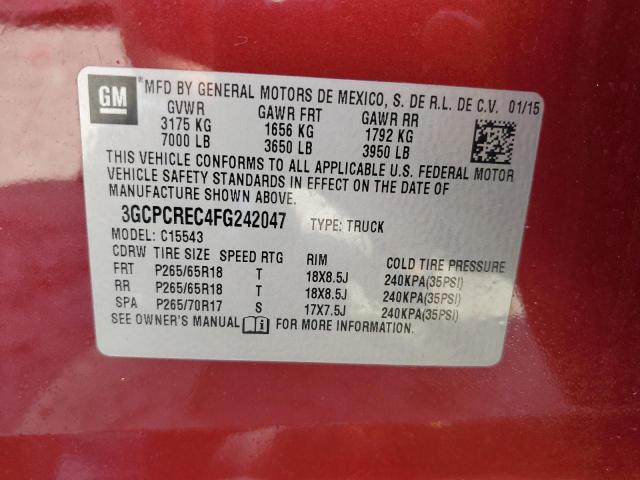 GM
MFD BY GENERAL MOTORS DE MEXICO, S. DE R.L. DE C.V. 01/15
GVWR GAWR FRT GAWR RR
3175 KG 1656 KG 1792 KG
7000 LB 3650 LB 3950 LB
THIS VEHICLE CONFORMS TO ALL APPLICABLE U.S. FEDERAL MOTOR
VEHICLE SAFETY STANDARDS IN EFFECT ON THE DATE OF
MANUFACTURE SHOWN ABOVE.
3GCPCREC4FG242047 TYPE: TRUCK
MODEL: C15543
CDRW TIRE SIZE SPEED RTG RIM COLD TIRE PRESSURE
FRT P265/65R18 T 18X8.5J 240KPA(35PSI)
RR P265/65R18 T 18X8.5J 240KPA(35PSI)
SPA P265/70R17 S 17X7.5J 240KPA(35PSI)
SEE OWNER'S MANUAL FOR MORE INFORMATION.